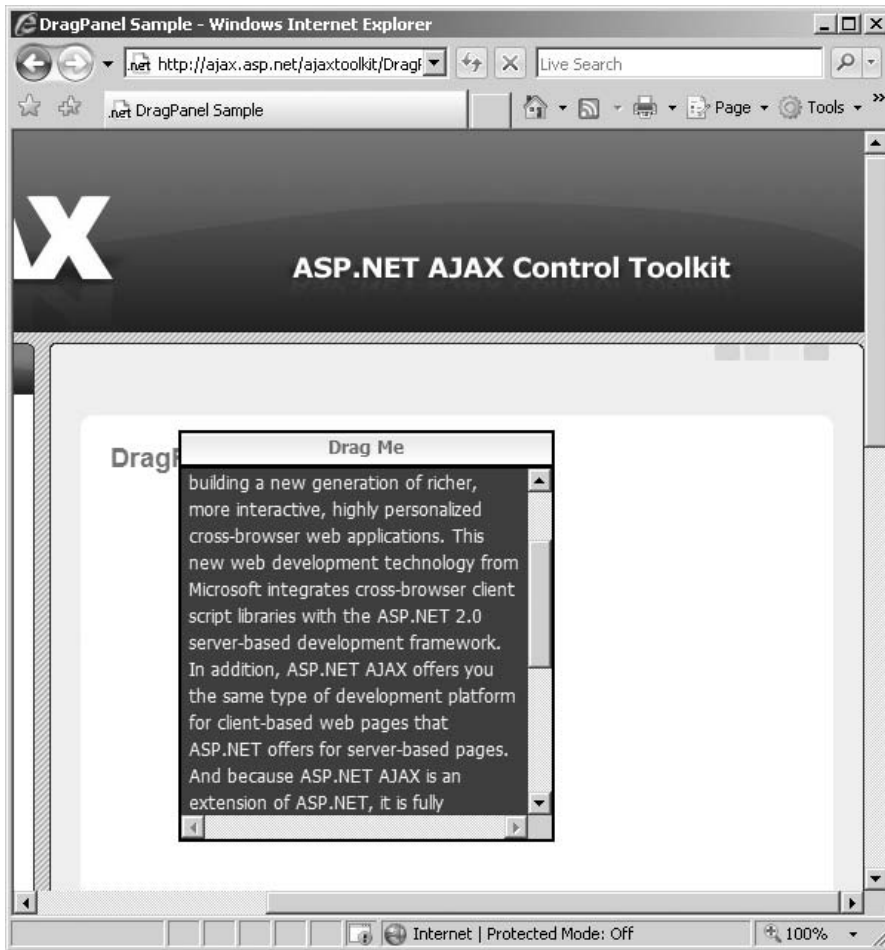 DragPanel Sample - Windows Internet Explorer
.net http://ajax.asp.net/ajaxtoolkit/DragP
Live Search
.net DragPanel Sample
Page
Tools
»
AX
ASP.NET AJAX Control Toolkit
Drag
Drag Me
building a new generation of richer,
more interactive, highly personalized
cross-browser web applications. This
new web development technology from
Microsoft integrates cross-browser client
script libraries with the ASP.NET 2.0
server-based development framework.
In addition, ASP.NET AJAX offers you
the same type of development platform
for client-based web pages that
ASP.NET offers for server-based pages.
And because ASP.NET AJAX is an
extension of ASP.NET, it is fully
Internet | Protected Mode: Off
100%